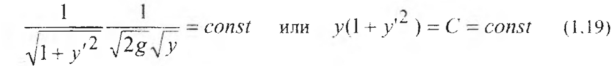 1/√(1 + y'²) 1/(√(2g)√y) = const или y(1 + y'²) = C = const (1.19)